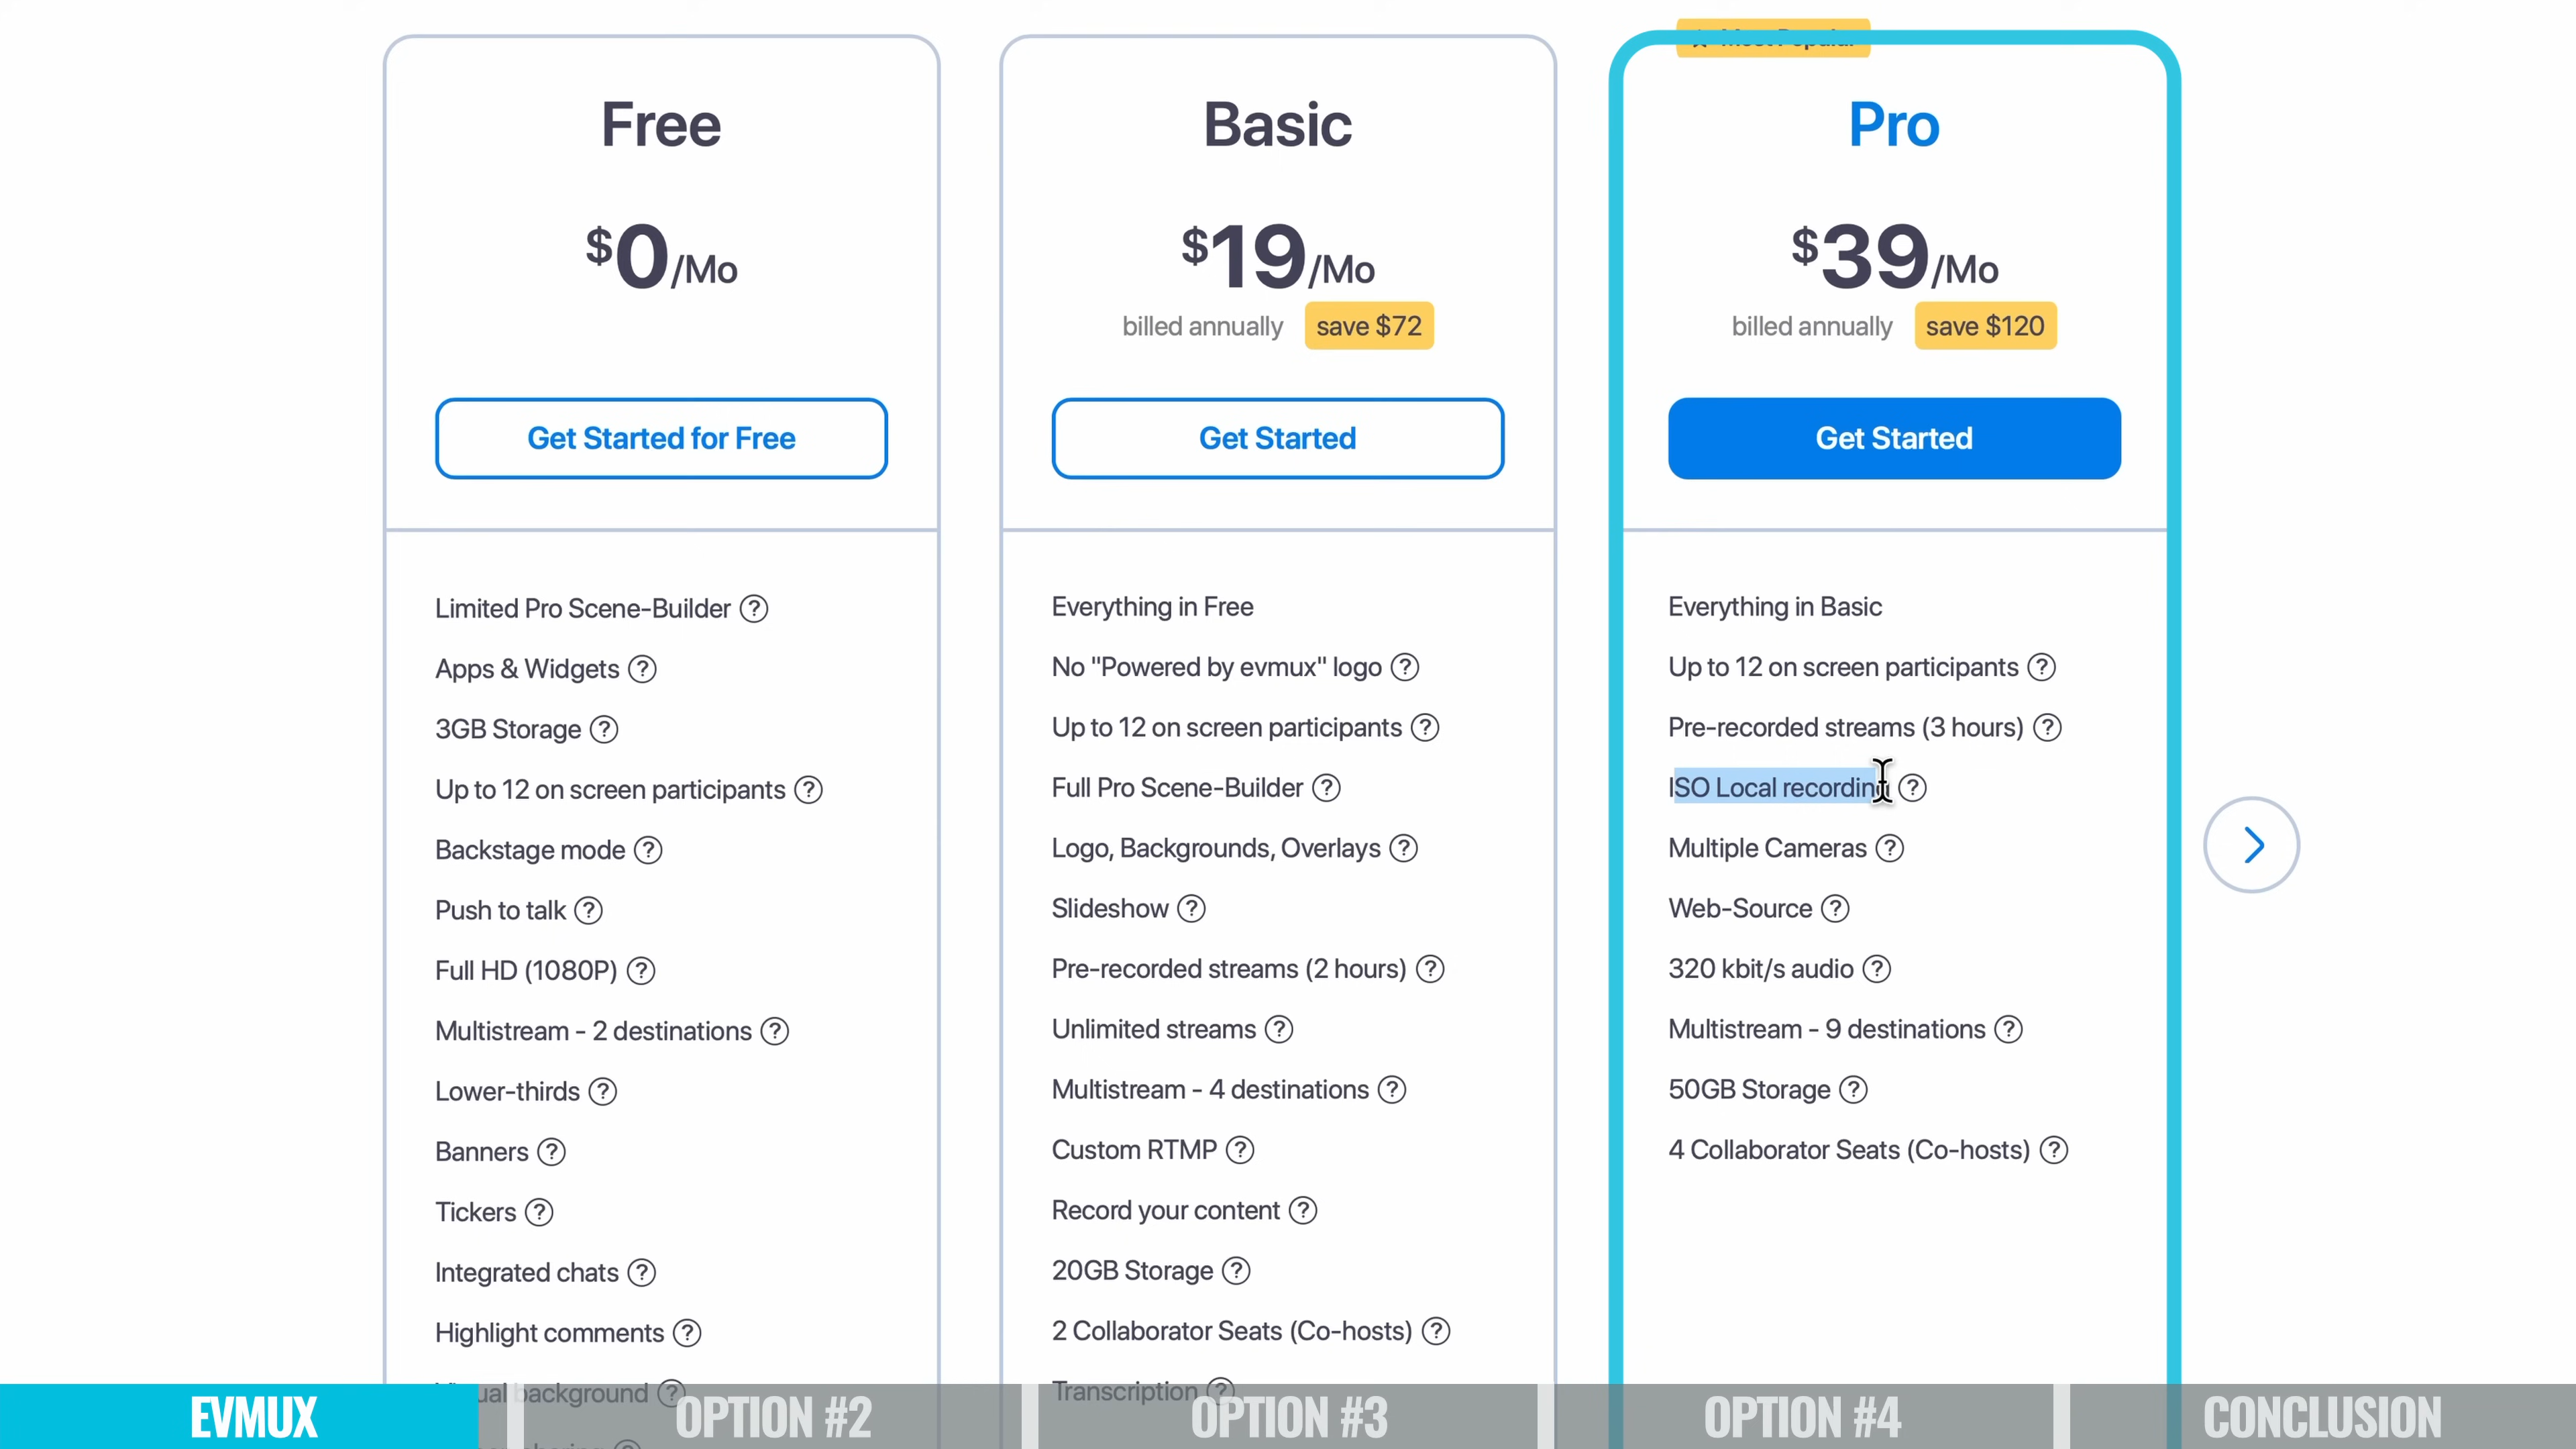 Most Popular
Free
$0/Mo
Get Started for Free
Limited Pro Scene-Builder ?
Apps & Widgets ?
3GB Storage ?
Up to 12 on screen participants ?
Backstage mode ?
Push to talk ?
Full HD (1080P) ?
Multistream - 2 destinations ?
Lower-thirds ?
Banners ?
Tickers ?
Integrated chats ?
Highlight comments ?
background ?
Basic
$19/Mo
billed annually save $72
Get Started
Everything in Free
No "Powered by evmux" logo ?
Up to 12 on screen participants ?
Full Pro Scene-Builder ?
Logo, Backgrounds, Overlays ?
Slideshow ?
Pre-recorded streams (2 hours) ?
Unlimited streams ?
Multistream - 4 destinations ?
Custom RTMP ?
Record your content ?
20GB Storage ?
2 Collaborator Seats (Co-hosts) ?
Transcription ?
Pro
$39/Mo
billed annually save $120
Get Started
Everything in Basic
Up to 12 on screen participants ?
Pre-recorded streams (3 hours) ?
ISO Local recording ?
Multiple Cameras ?
Web-Source ?
320 kbit/s audio ?
Multistream - 9 destinations ?
50GB Storage ?
4 Collaborator Seats (Co-hosts) ?
EVMUX
OPTION #2
OPTION #3
OPTION #4
CONCLUSION